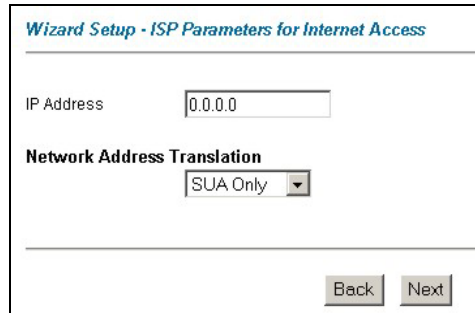 Wizard Setup - ISP Parameters for Internet Access
IP Address 0.0.0.0
Network Address Translation
SUA Only
Back Next